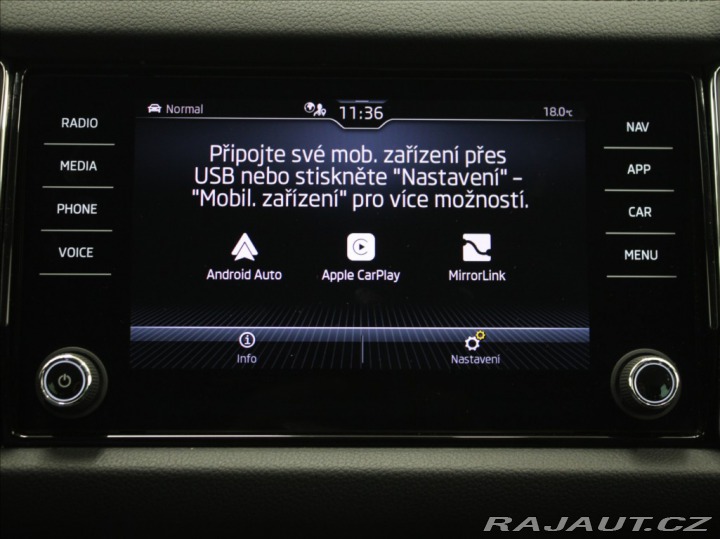 RADIO
MEDIA
PHONE
VOICE
Normal
11:36
18.0°C
Připojte své mob. zařízení přes
USB nebo stiskněte "Nastavení" –
"Mobil. zařízení" pro více možností.
Android Auto
Apple CarPlay
MirrorLink
Info
Nastavení
NAV
APP
CAR
MENU
RAJAUT.CZ